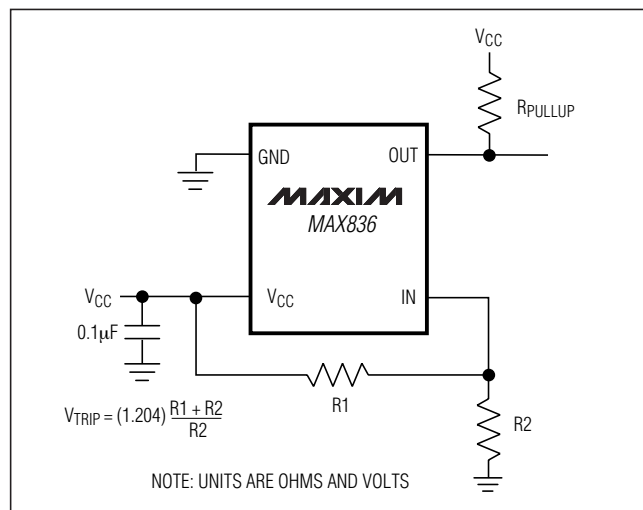 VCC
RPULLUP
GND
OUT
MAXIM
MAX836
VCC
VCC
IN
0.1μF
R1
VTRIP = (1.204) R1 + R2
R2
R2
NOTE: UNITS ARE OHMS AND VOLTS